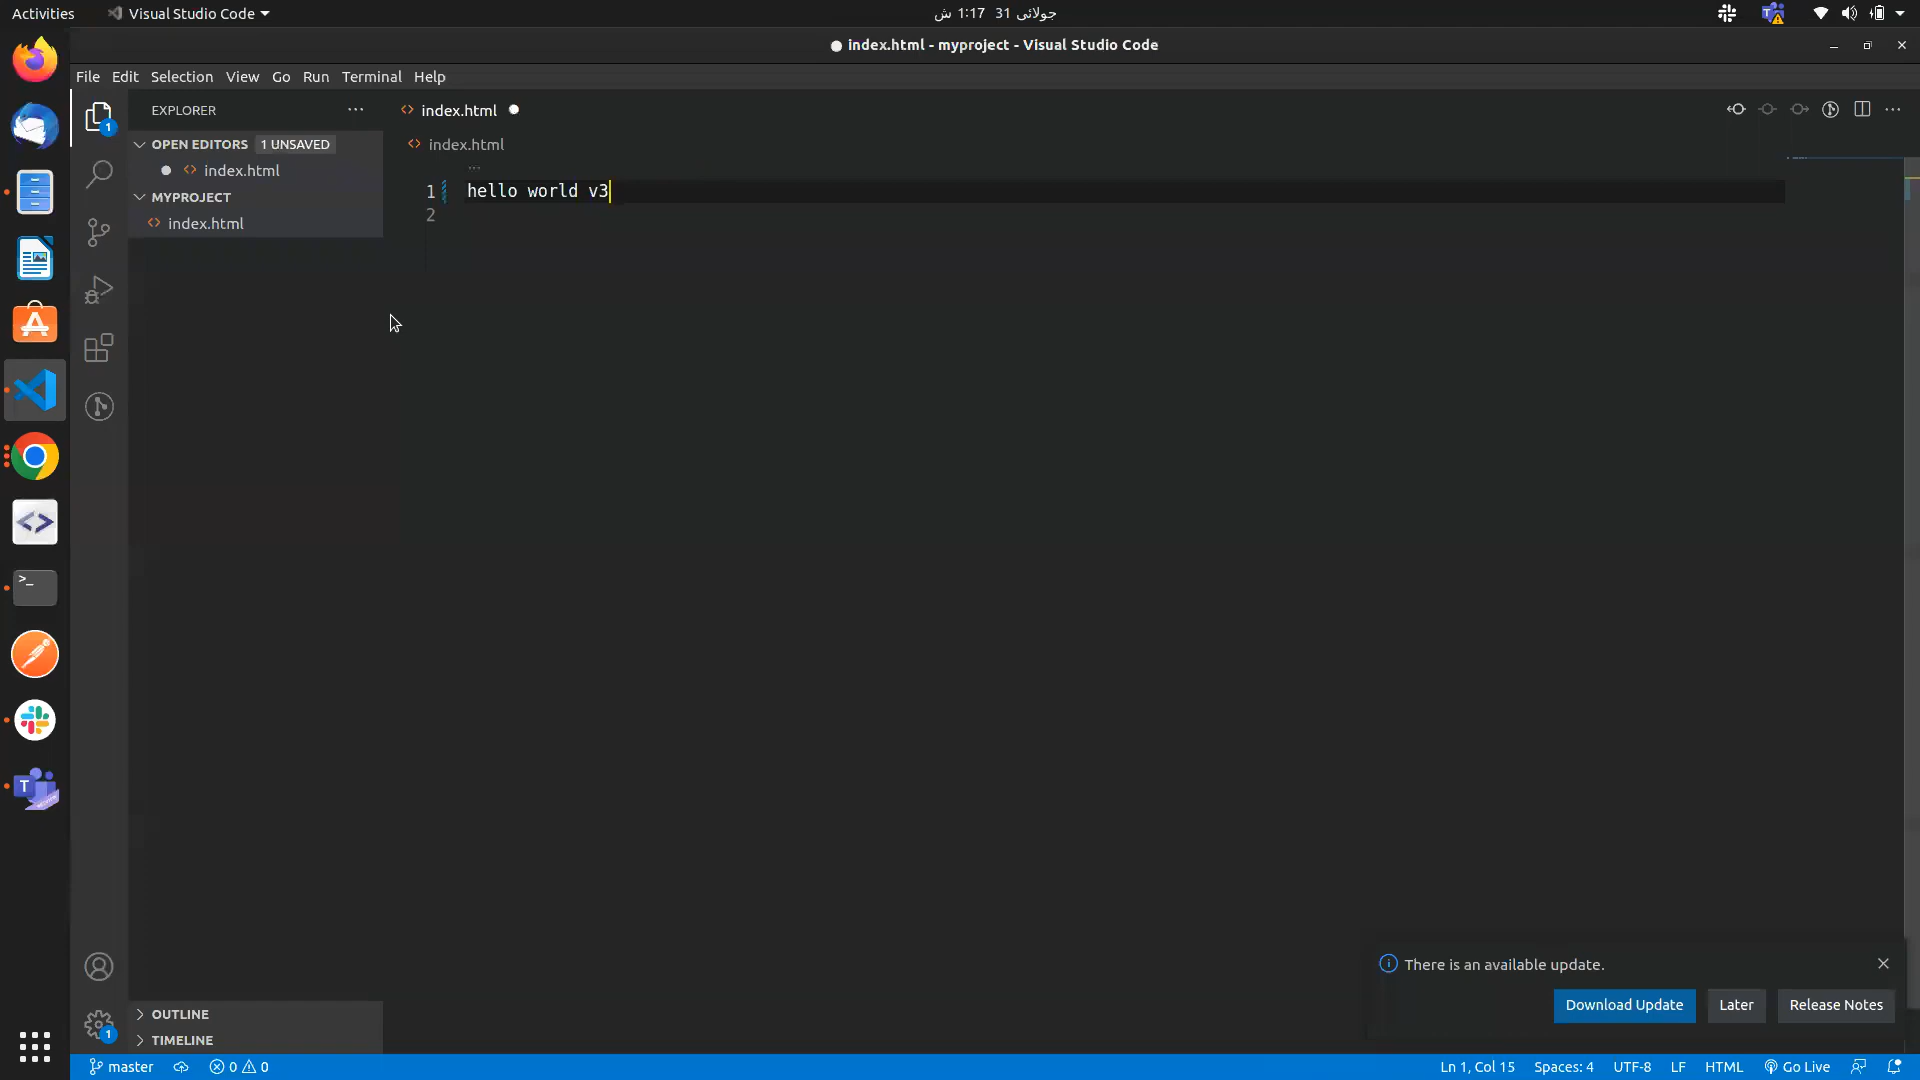 Activities
Visual Studio Code
جولائی 31 1:17 ش
index.html - myproject - Visual Studio Code
File Edit Selection View Go Run Terminal Help
EXPLORER
index.html
OPEN EDITORS 1 UNSAVED
index.html
index.html
MYPROJECT
index.html
1 hello world v3
2
1
1
OUTLINE
TIMELINE
There is an available update.
Download Update Later Release Notes
master 0 0 Ln 1, Col 15 Spaces: 4 UTF-8 LF HTML Go Live